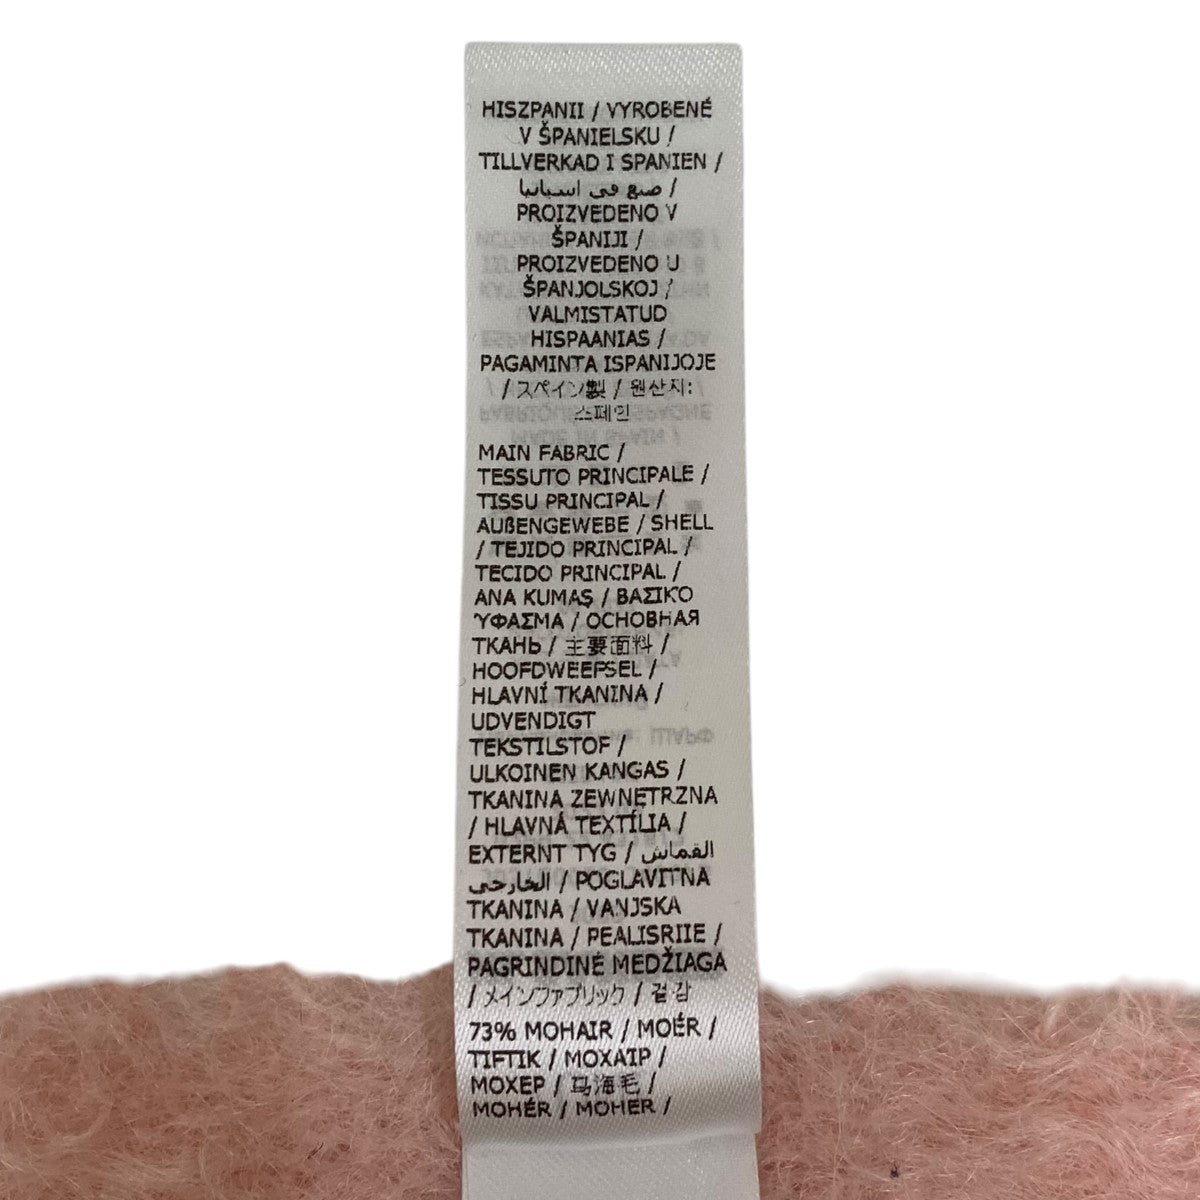 HISZPANII / VYROBENÉ
V ŠPANIELSKU /
TILLVERKAD I SPANIEN /
صنع في اسبانيا /
PROIZVEDENO V
ŠPANIJI /
PROIZVEDENO U
ŠPANJOLSKOJ /
VALMISTATUD
HISPAANIAS /
PAGAMINTA ISPANIJOJE
/ スペイン製 / 원산지:
스페인
MAIN FABRIC /
TESSUTO PRINCIPALE /
TISSU PRINCIPAL /
AUßENGEWEBE / SHELL
/ TEJIDO PRINCIPAL /
TECIDO PRINCIPAL /
ANA KUMAŞ / ΒΑΣΙΚΟ
ΎΦΑΣΜΑ / ОСНОВНАЯ
ТКАНЬ / 主要面料 /
HOOFDWEEFSEL /
HLAVNÍ TKANINA /
UDVENDIGT
TEKSTILSTOF /
ULKOINEN KANGAS /
TKANINA ZEWNĘTRZNA
/ HLAVNÁ TEXTÍLIA /
EXTERNT TYG / القماش
الخارجي / POGLAVITNA
TKANINA / VANJSKA
TKANINA / PEALISRIIE /
PAGRINDINĖ MEDŽIAGA
/ メインファブリック / 겉감
73% MOHAIR / MOÉR /
TIFTIK / ΜΟΧΑΙΡ /
МОХЕР / 马海毛 /
MOHÉR / MOHER /